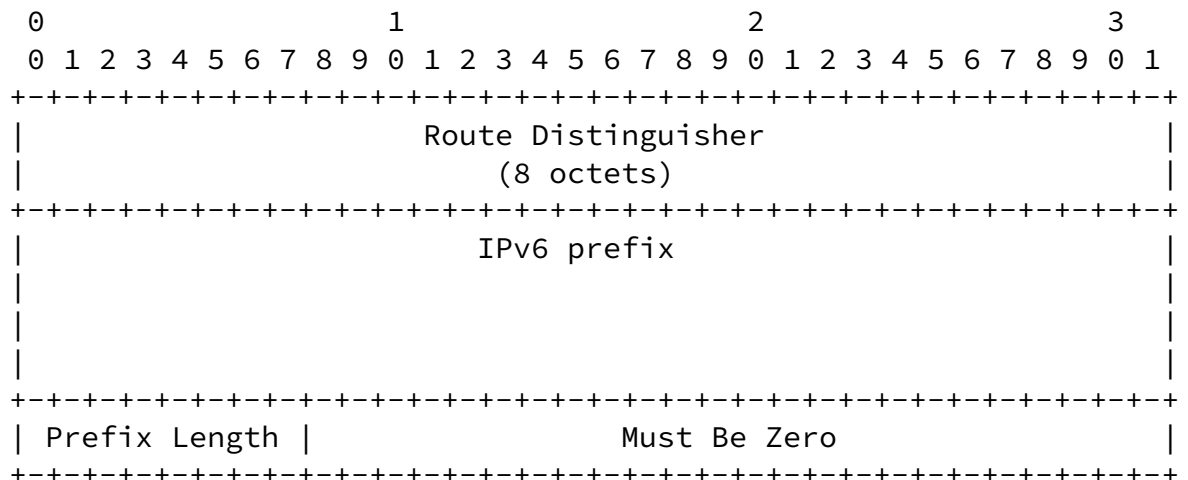 0                   1                   2                   3
 0 1 2 3 4 5 6 7 8 9 0 1 2 3 4 5 6 7 8 9 0 1 2 3 4 5 6 7 8 9 0 1
+-+-+-+-+-+-+-+-+-+-+-+-+-+-+-+-+-+-+-+-+-+-+-+-+-+-+-+-+-+-+-+-+
|                      Route Distinguisher                      |
|                          (8 octets)                           |
+-+-+-+-+-+-+-+-+-+-+-+-+-+-+-+-+-+-+-+-+-+-+-+-+-+-+-+-+-+-+-+-+
|                         IPv6 prefix                           |
|                                                               |
|                                                               |
|                                                               |
+-+-+-+-+-+-+-+-+-+-+-+-+-+-+-+-+-+-+-+-+-+-+-+-+-+-+-+-+-+-+-+-+
| Prefix Length |                 Must Be Zero                  |
+-+-+-+-+-+-+-+-+-+-+-+-+-+-+-+-+-+-+-+-+-+-+-+-+-+-+-+-+-+-+-+-+